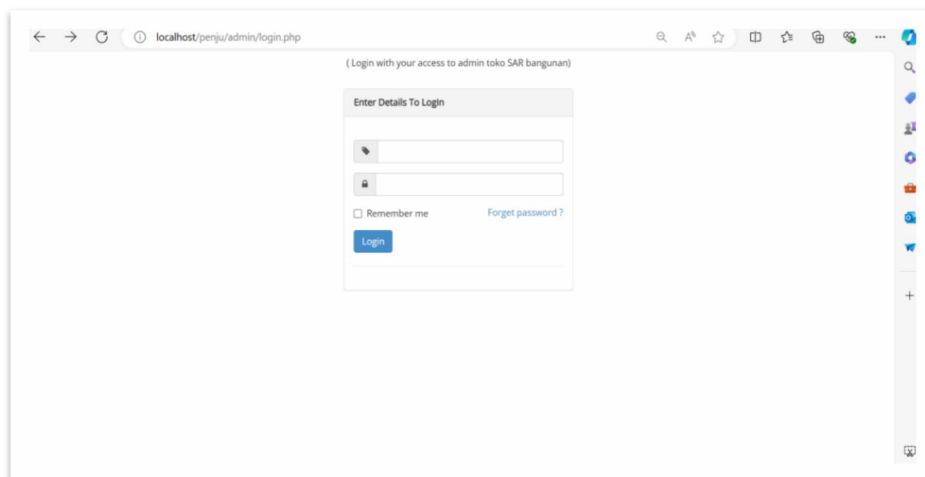 localhost/penju/admin/login.php
( Login with your access to admin toko SAR bangunan)
Enter Details To Login
Remember me
Forget password ?
Login